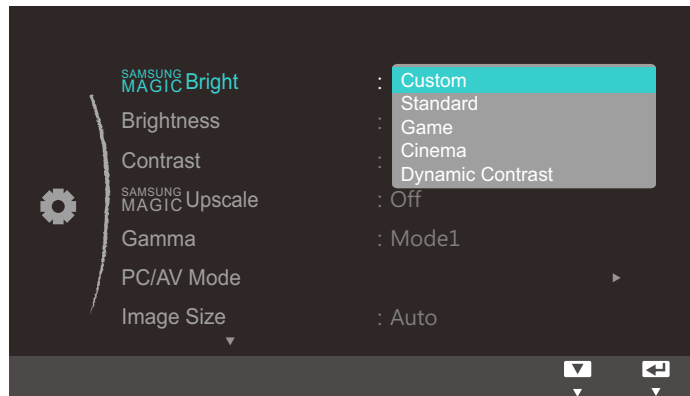 SAMSUNG MAGIC Bright : Custom
Standard
Brightness :
Game
Contrast :
Cinema
Dynamic Contrast
SAMSUNG MAGIC Upscale : Off
Gamma : Mode1
PC/AV Mode
Image Size : Auto